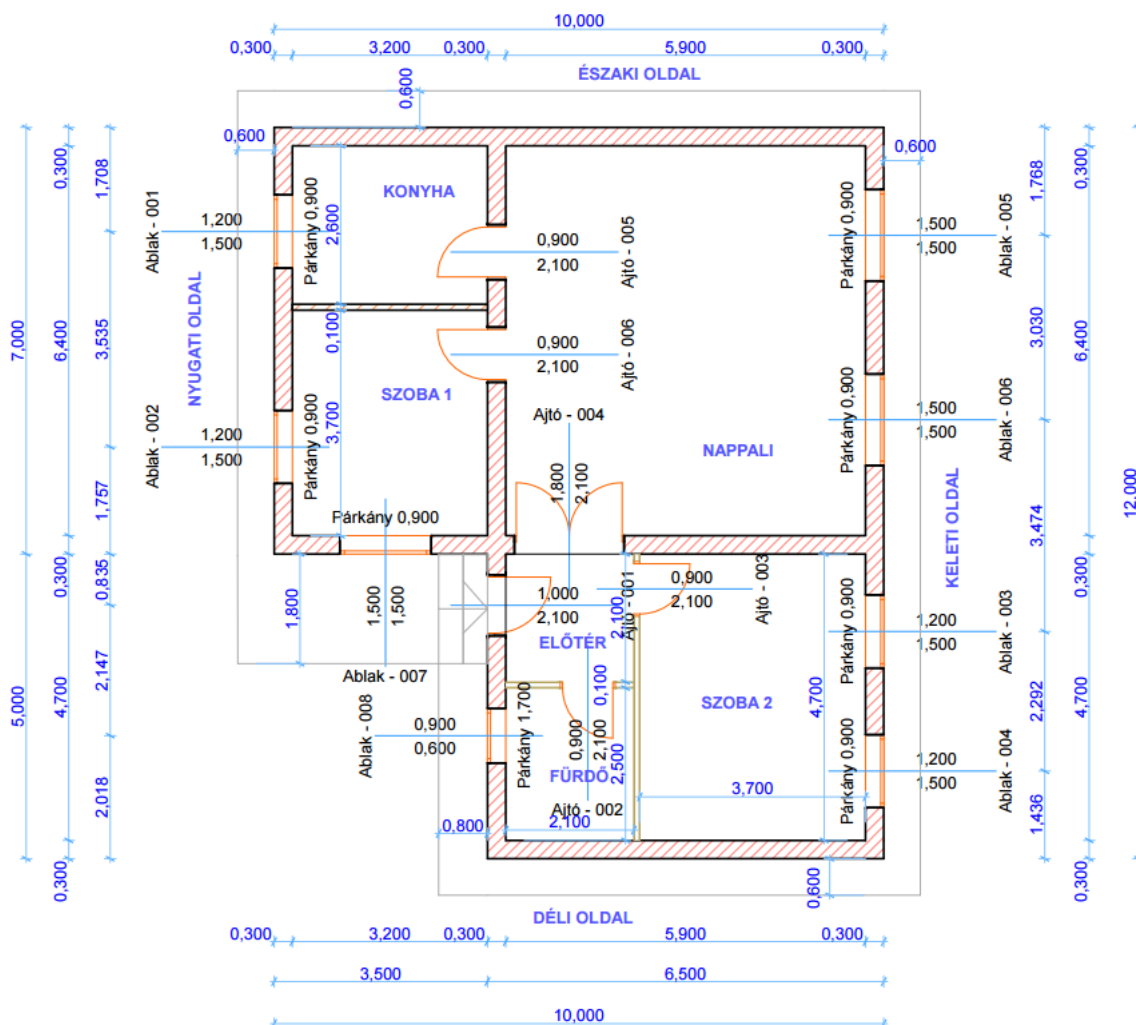 10,000
0,300
3,200
0,300
5,900
0,300
ÉSZAKI OLDAL
0,600
0,600
0,600
7,000
5,000
0,300
6,400
0,300
4,700
0,300
1,708
3,535
1,757
0,835
2,147
2,018
NYUGATI OLDAL
Ablak - 001
1,200
1,500
Párkány 0,900
Ablak - 002
1,200
1,500
Párkány 0,900
KONYHA
2,600
0,100
SZOBA 1
3,700
Párkány 0,900
0,900
2,100
Ajtó - 005
0,900
2,100
Ajtó - 006
Ajtó - 004
1,800
2,100
NAPPALI
Párkány 0,900
1,500
1,500
Ablak - 005
Párkány 0,900
1,500
1,500
Ablak - 006
KELETI OLDAL
1,768
3,030
3,474
2,292
1,436
0,300
6,400
0,300
4,700
0,300
12,000
1,800
1,500
1,500
Ablak - 007
1,000
2,100
Ajtó - 001
2,100
ELŐTÉR
0,900
2,100
Ajtó - 003
0,100
Ablak - 008
0,900
0,600
Párkány 1,700
0,900
2,100
Ajtó - 002
2,500
FÜRDŐ
2,100
0,800
SZOBA 2
4,700
3,700
Párkány 0,900
1,200
1,500
Ablak - 003
Párkány 0,900
1,200
1,500
Ablak - 004
0,600
DÉLI OLDAL
0,300
3,200
0,300
5,900
0,300
3,500
6,500
10,000